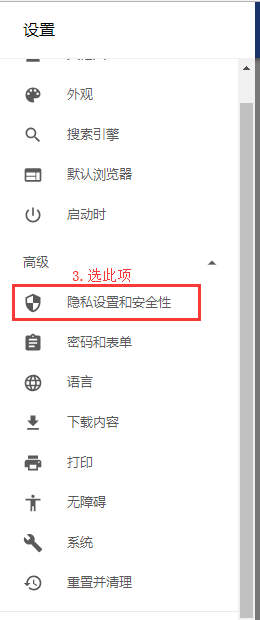 设置
外观
搜索引擎
默认浏览器
启动时
高级
3.选此项
隐私设置和安全性
密码和表单
语言
下载内容
打印
无障碍
系统
重置并清理